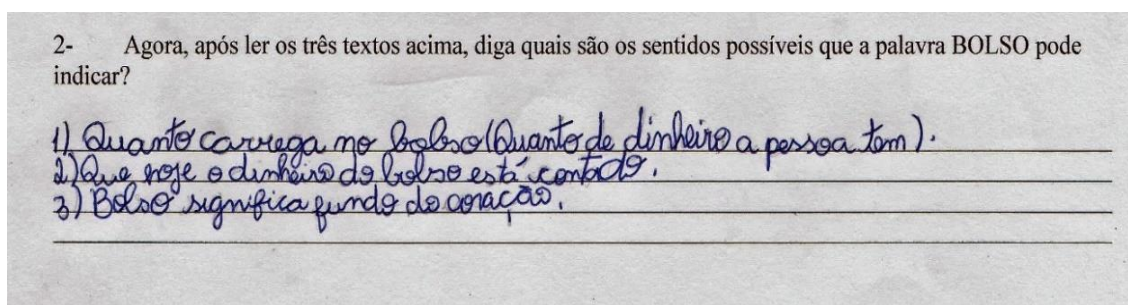 2- Agora, após ler os três textos acima, diga quais são os sentidos possíveis que a palavra BOLSO pode
indicar?
1) Quanto carrega no Bolso (Quanto de dinheiro a pessoa tem).
2) Que hoje o dinheiro do bolso está contado.
3) Bolso significa fundo do coração.